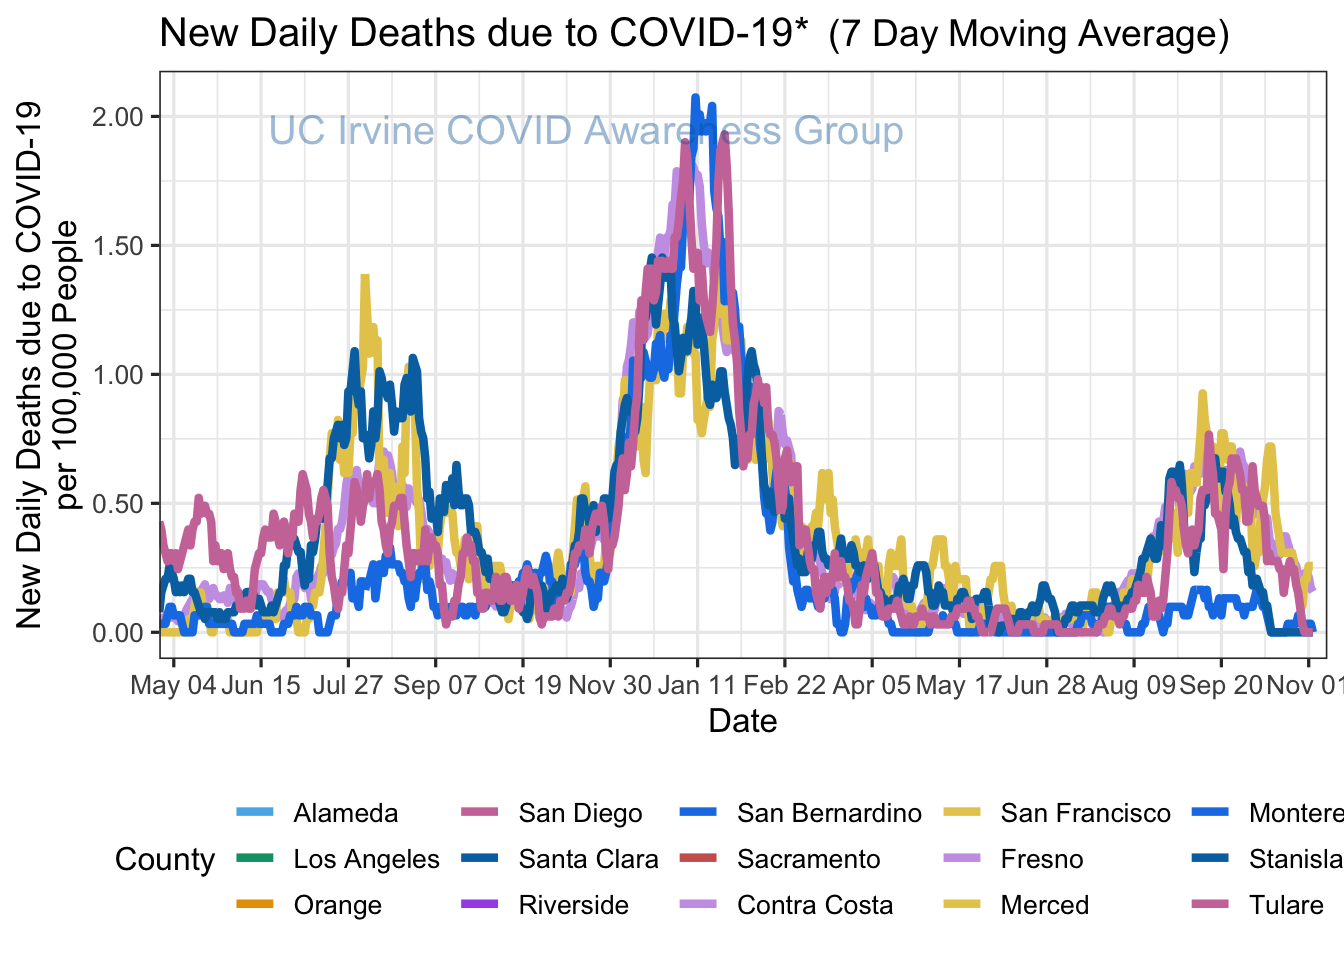 New Daily Deaths due to COVID-19* (7 Day Moving Average)
UC Irvine COVID Awareness Group
New Daily Deaths due to COVID-19
per 100,000 People
2.00
1.50
1.00
0.50
0.00
May 04 Jun 15 Jul 27 Sep 07 Oct 19 Nov 30 Jan 11 Feb 22 Apr 05 May 17 Jun 28 Aug 09 Sep 20 Nov 01
Date
County
Alameda San Diego San Bernardino San Francisco Montere
Los Angeles Santa Clara Sacramento Fresno Stanisla
Orange Riverside Contra Costa Merced Tulare